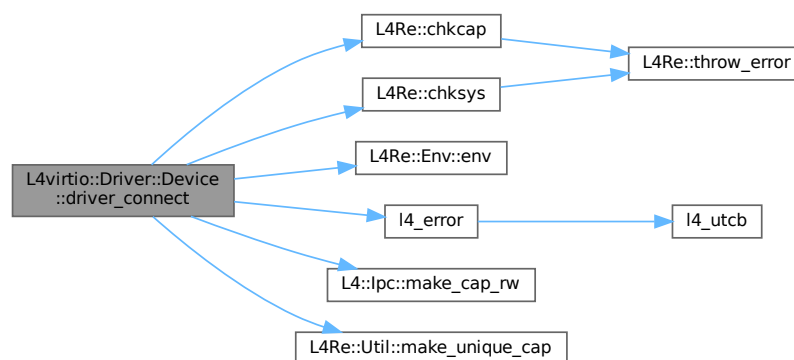 L4virtio::Driver::Device
::driver_connect
L4Re::chkcap
L4Re::throw_error
L4Re::chksys
L4Re::Env::env
l4_error
l4_utcb
L4::Ipc::make_cap_rw
L4Re::Util::make_unique_cap